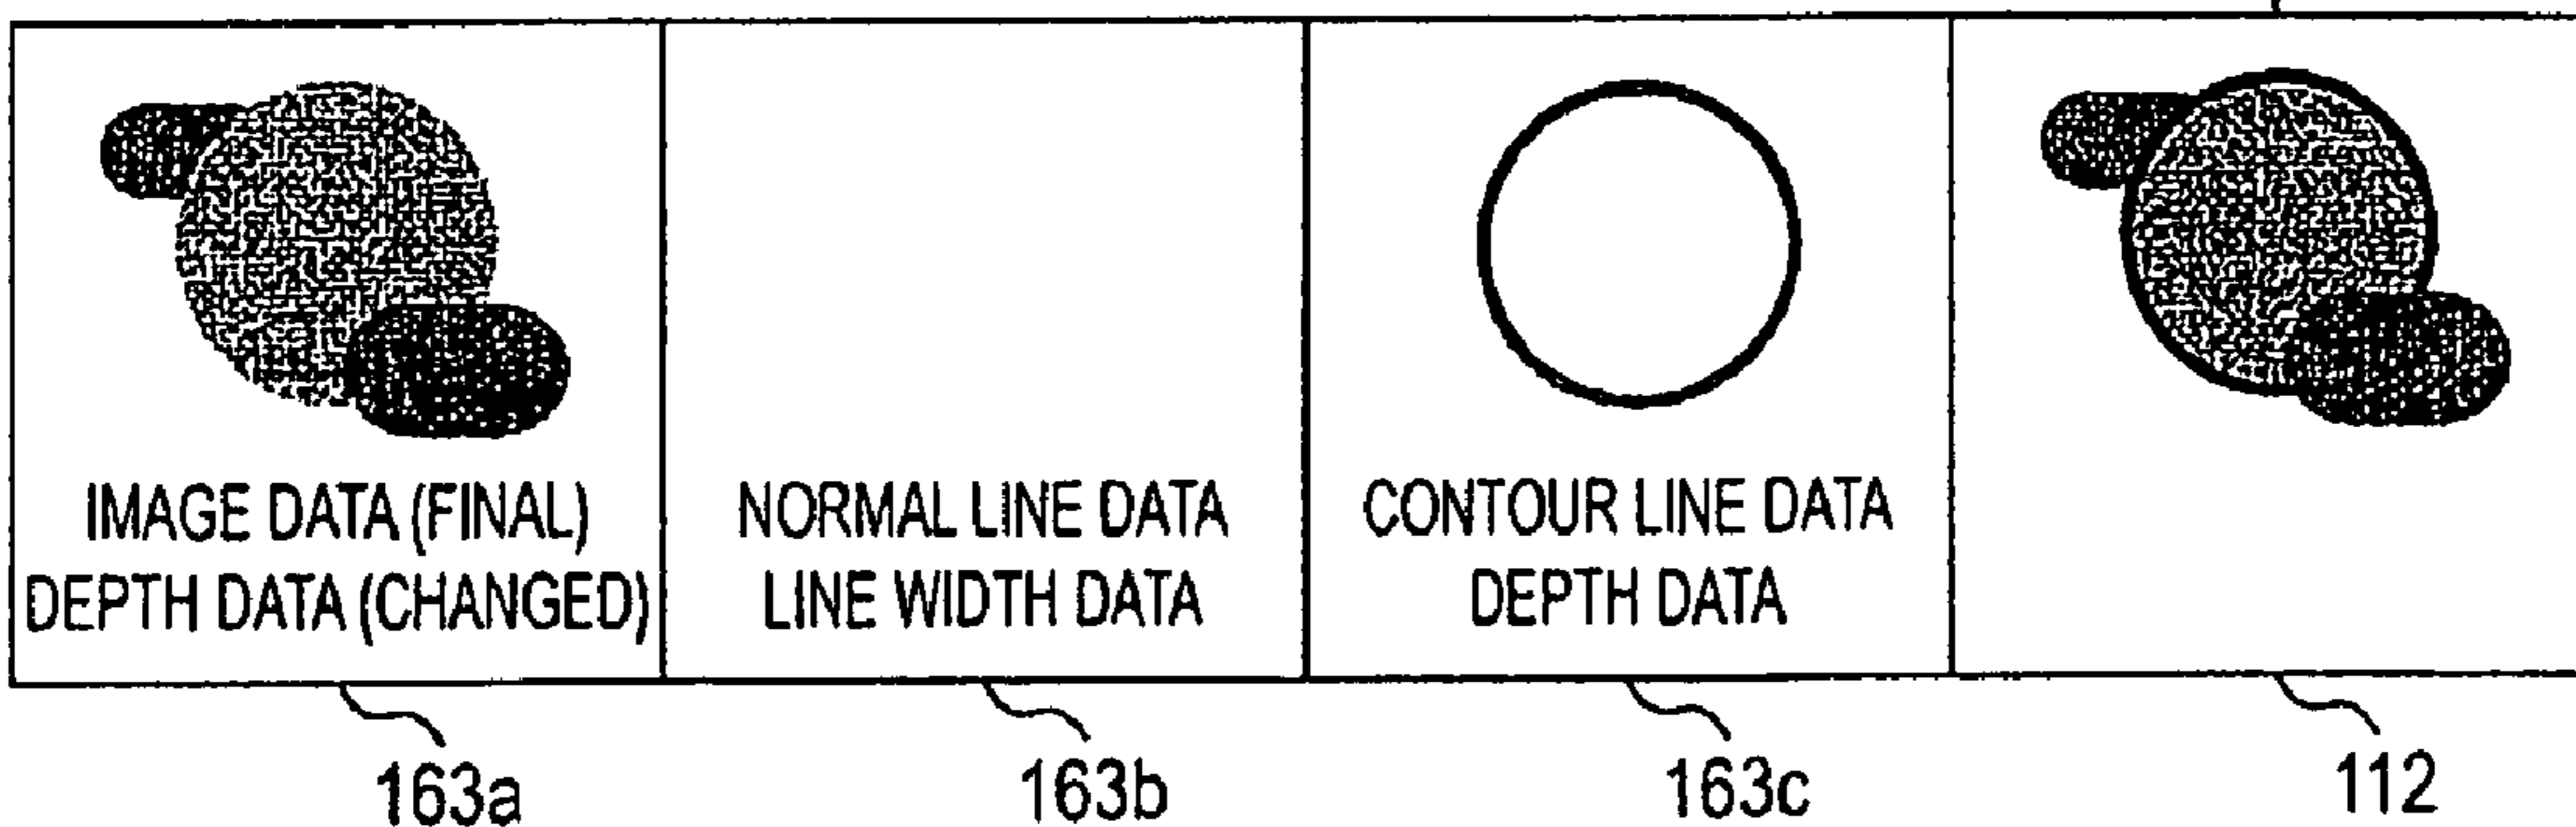 IMAGE DATA (FINAL)
DEPTH DATA (CHANGED)
NORMAL LINE DATA
LINE WIDTH DATA
CONTOUR LINE DATA
DEPTH DATA
163a
163b
163c
112